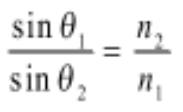 sin θ₁ / sin θ₂ = n₂ / n₁